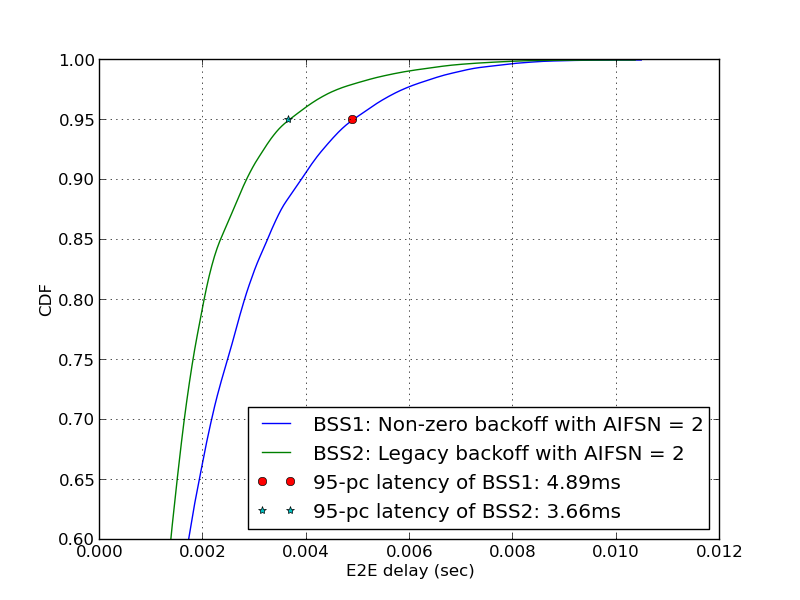 1.00
0.95
0.90
0.85
0.80
0.75
0.70
0.65
0.60
CDF
BSS1: Non-zero backoff with AIFSN = 2
BSS2: Legacy backoff with AIFSN = 2
95-pc latency of BSS1: 4.89ms
95-pc latency of BSS2: 3.66ms
0.000 0.002 0.004 0.006 0.008 0.010 0.012
E2E delay (sec)